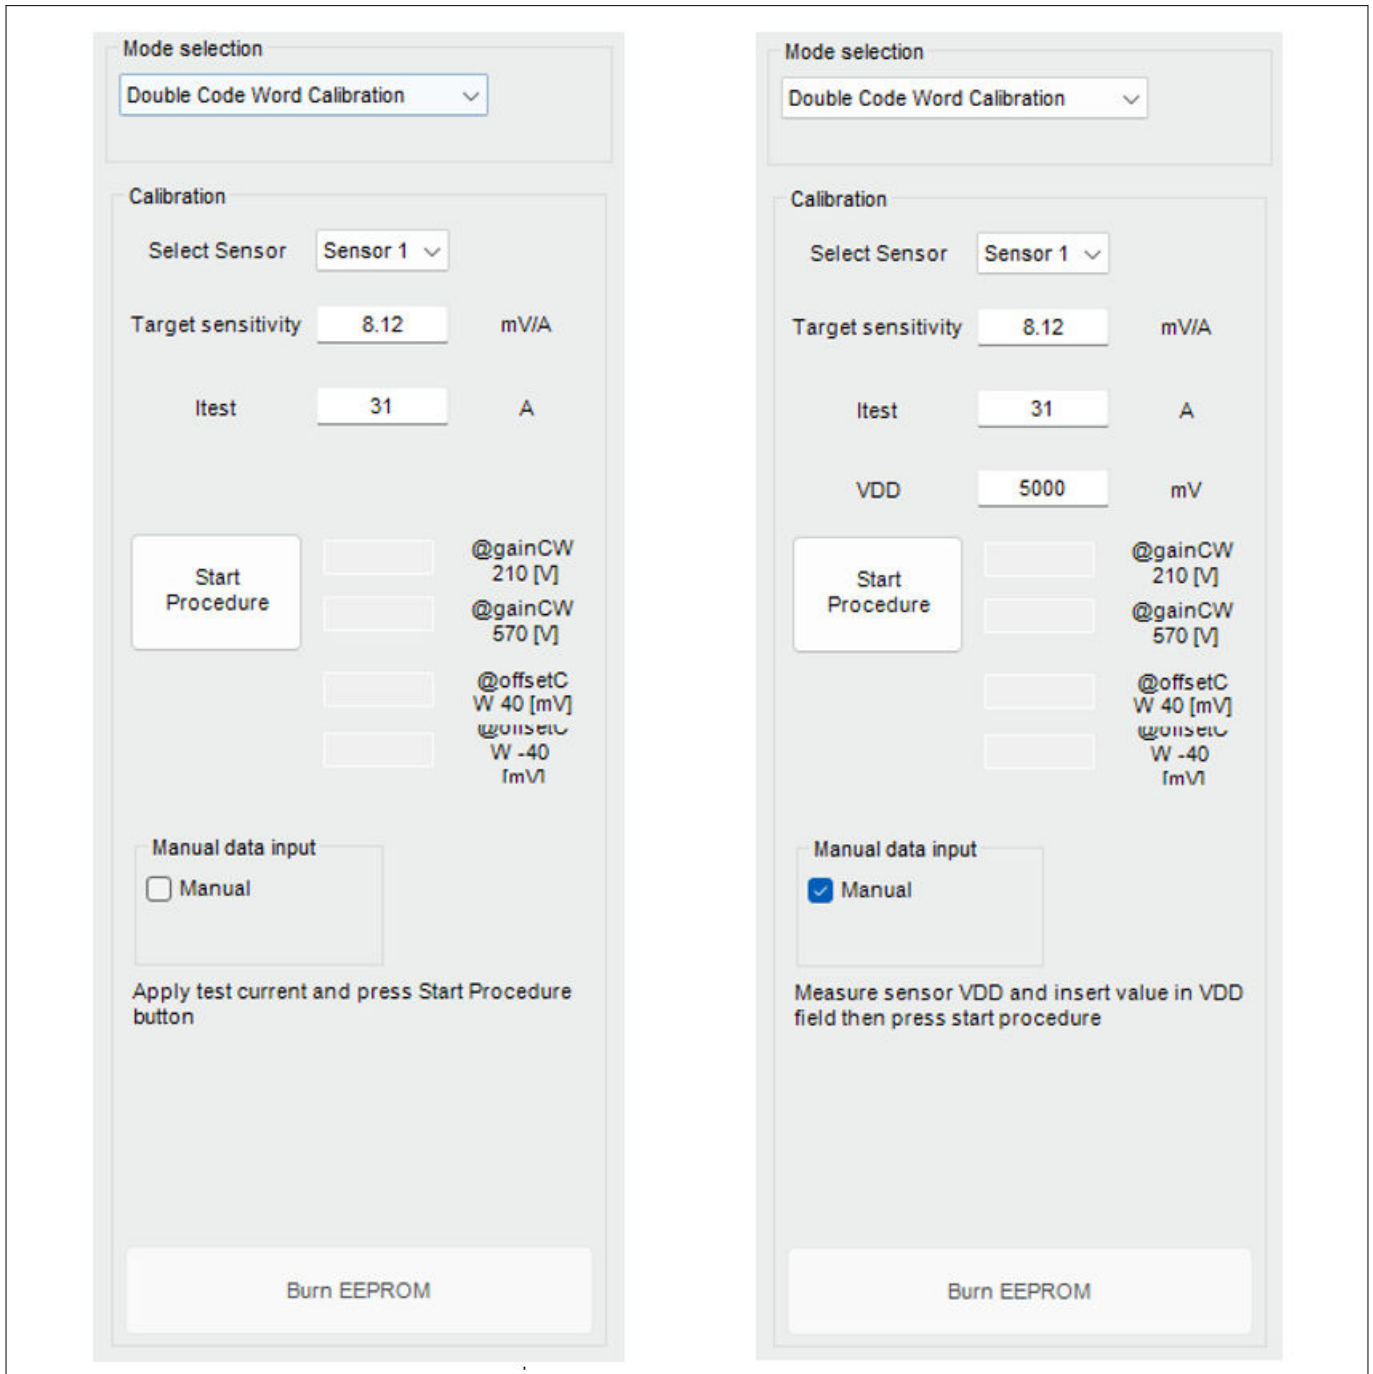 Mode selection
Double Code Word Calibration
Calibration
Select Sensor Sensor 1
Target sensitivity 8.12 mV/A
Itest 31 A
Start
Procedure
@gainCW
210 [V]
@gainCW
570 [V]
@offsetC
W 40 [mV]
@offsetC
W -40
[mV]
Manual data input
Manual
Apply test current and press Start Procedure
button
Burn EEPROM
Mode selection
Double Code Word Calibration
Calibration
Select Sensor Sensor 1
Target sensitivity 8.12 mV/A
Itest 31 A
VDD 5000 mV
Start
Procedure
@gainCW
210 [V]
@gainCW
570 [V]
@offsetC
W 40 [mV]
@offsetC
W -40
[mV]
Manual data input
Manual
Measure sensor VDD and insert value in VDD
field then press start procedure
Burn EEPROM